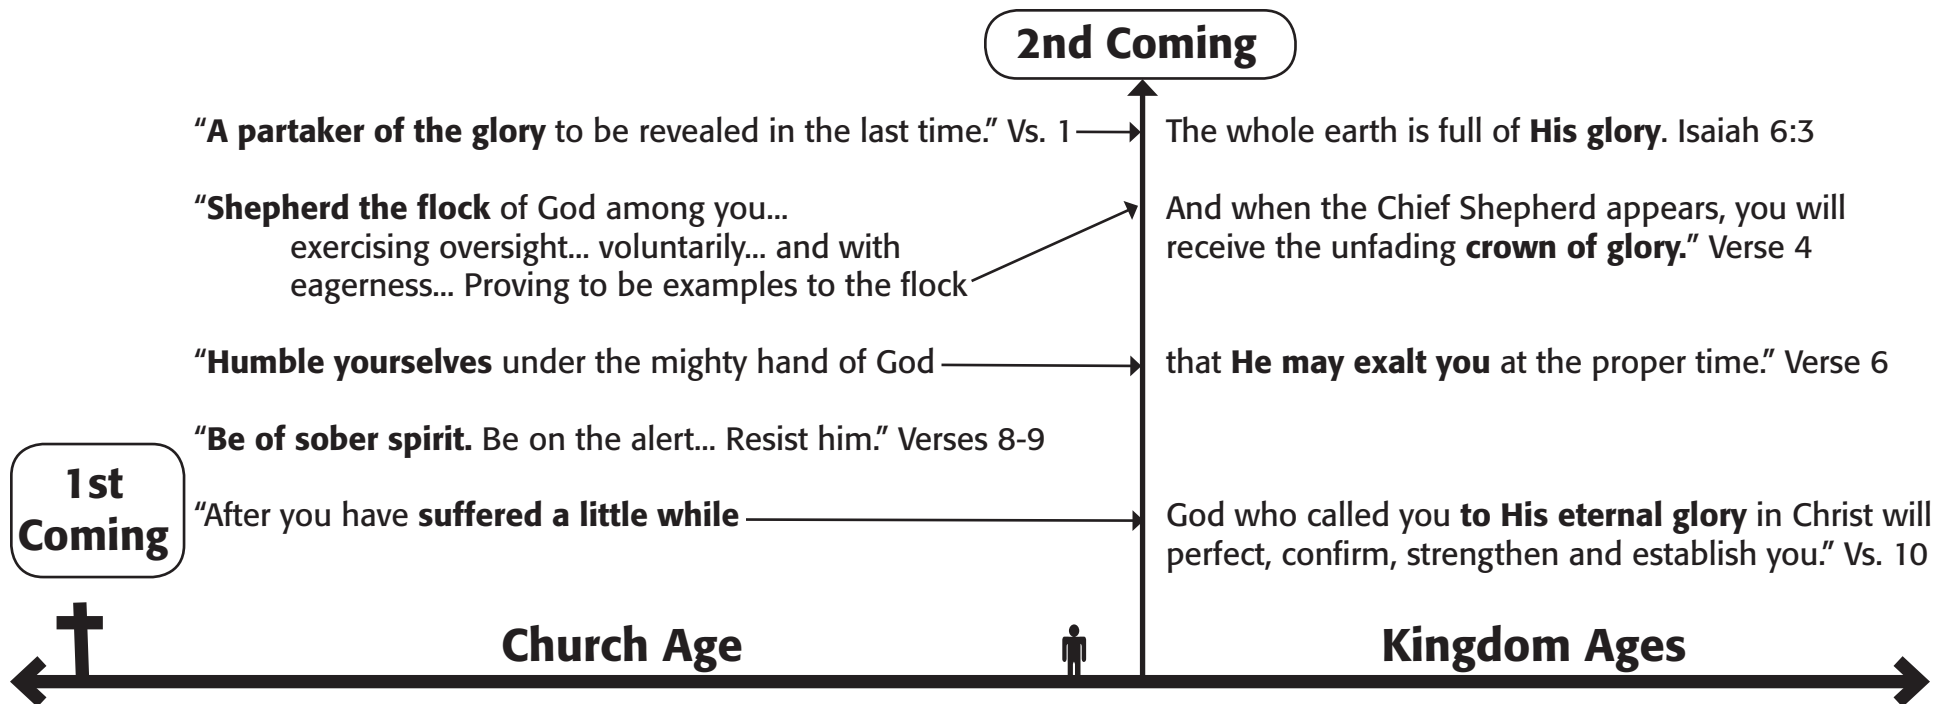 2nd Coming
“A partaker of the glory to be revealed in the last time.” Vs. 1
The whole earth is full of His glory. Isaiah 6:3
“Shepherd the flock of God among you...
exercising oversight... voluntarily... and with
eagerness... Proving to be examples to the flock
And when the Chief Shepherd appears, you will
receive the unfading crown of glory.” Verse 4
“Humble yourselves under the mighty hand of God
that He may exalt you at the proper time.” Verse 6
“Be of sober spirit. Be on the alert... Resist him.” Verses 8-9
1st
Coming
“After you have suffered a little while
God who called you to His eternal glory in Christ will
perfect, confirm, strengthen and establish you.” Vs. 10
Church Age
Kingdom Ages